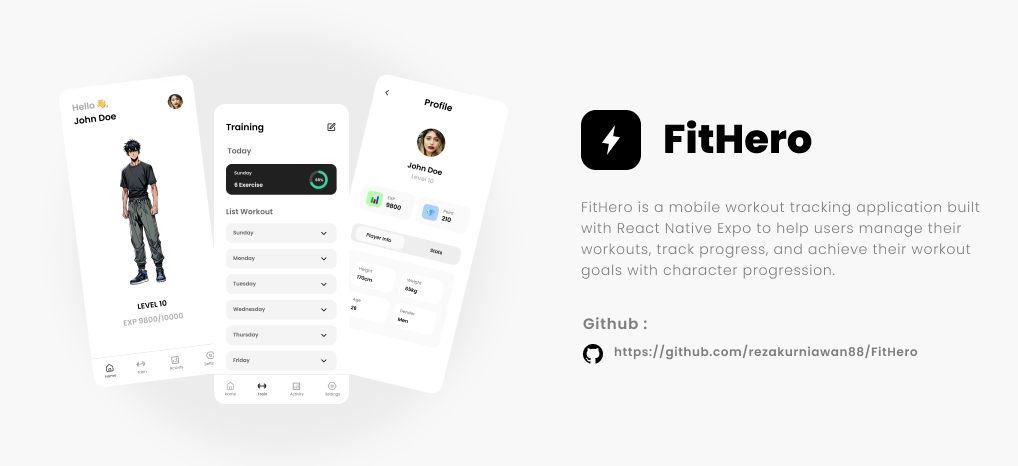 Hello 👋,
John Doe
LEVEL 10
EXP 9800/10000
Home
Train
Activity
Training
Today
Sunday
6 Exercise
List Workout
Sunday
Monday
Tuesday
Wednesday
Thursday
Friday
Home
Train
Activity
Settings
Profile
John Doe
Level 10
EXP
9800
Point
210
Player Info
Stats
Height
170cm
Weight
65kg
Age
Gender
Men
FitHero
FitHero is a mobile workout tracking application built
with React Native Expo to help users manage their
workouts, track progress, and achieve their workout
goals with character progression.
Github :
https://github.com/rezakurniawan88/FitHero